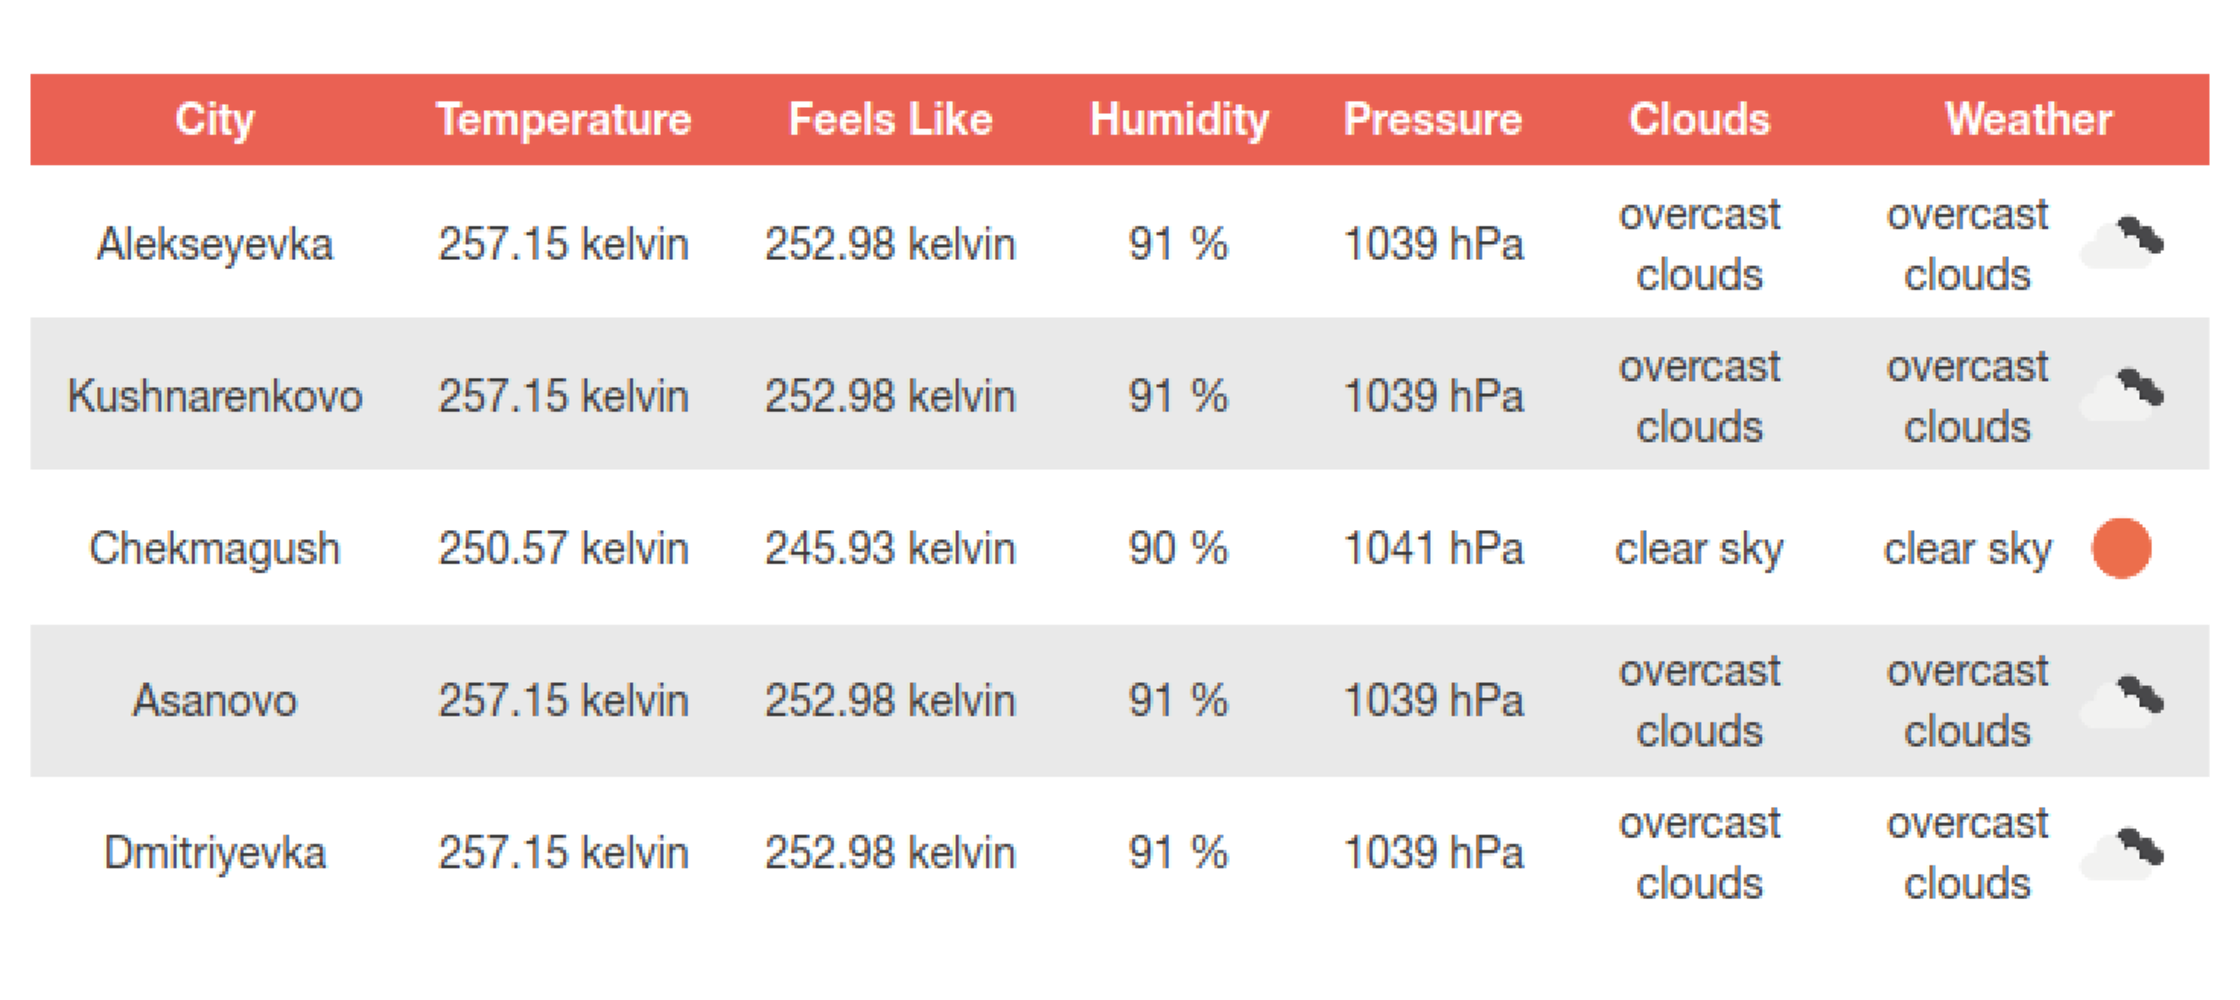 City Temperature Feels Like Humidity Pressure Clouds Weather
Alekseyevka 257.15 kelvin 252.98 kelvin 91 % 1039 hPa overcast clouds overcast clouds
Kushnarenkovo 257.15 kelvin 252.98 kelvin 91 % 1039 hPa overcast clouds overcast clouds
Chekmagush 250.57 kelvin 245.93 kelvin 90 % 1041 hPa clear sky clear sky
Asanovo 257.15 kelvin 252.98 kelvin 91 % 1039 hPa overcast clouds overcast clouds
Dmitriyevka 257.15 kelvin 252.98 kelvin 91 % 1039 hPa overcast clouds overcast clouds